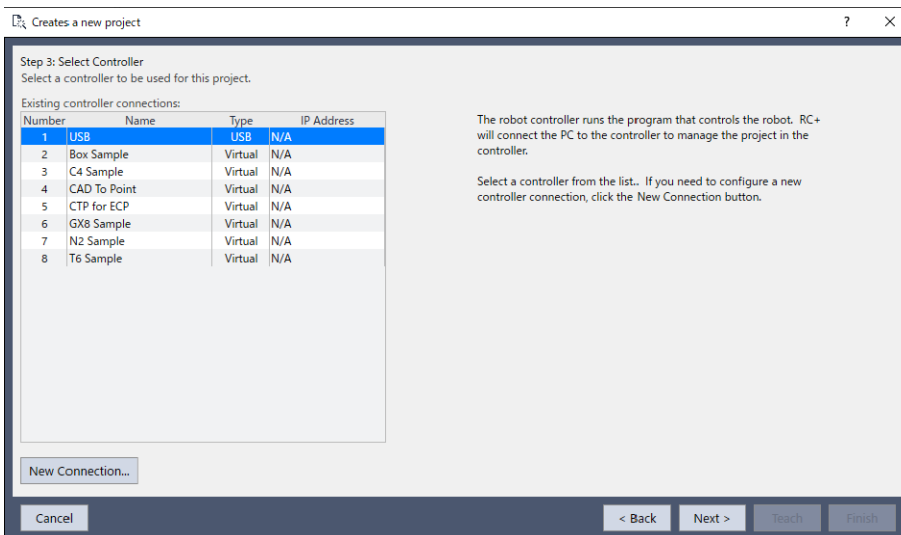 Creates a new project
?
Step 3: Select Controller
Select a controller to be used for this project.
Existing controller connections:
Number Name Type IP Address
1 USB USB N/A
2 Box Sample Virtual N/A
3 C4 Sample Virtual N/A
4 CAD To Point Virtual N/A
5 CTP for ECP Virtual N/A
6 GX8 Sample Virtual N/A
7 N2 Sample Virtual N/A
8 T6 Sample Virtual N/A
The robot controller runs the program that controls the robot. RC+
will connect the PC to the controller to manage the project in the
controller.
Select a controller from the list.. If you need to configure a new
controller connection, click the New Connection button.
New Connection...
Cancel
< Back
Next >
Teach
Finish